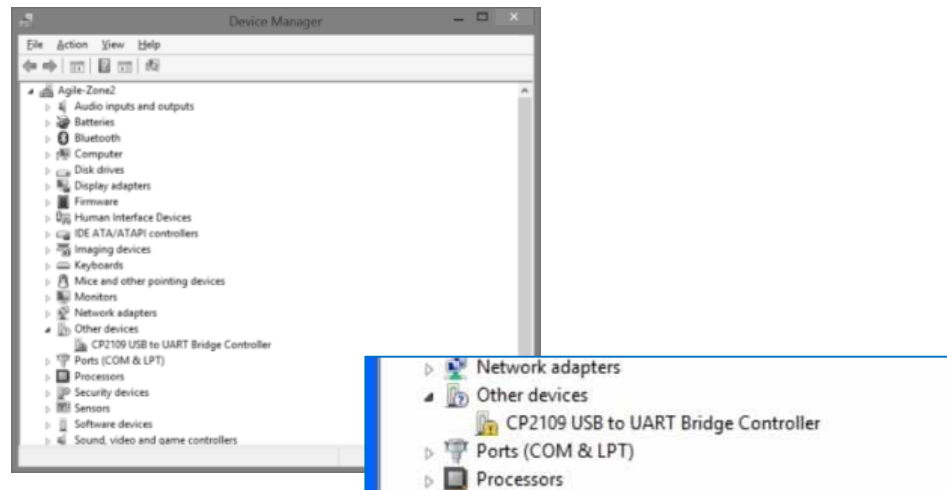 Device Manager
File Action View Help
Agile-Zone2
Audio inputs and outputs
Batteries
Bluetooth
Computer
Disk drives
Display adapters
Firmware
Human Interface Devices
IDE ATA/ATAPI controllers
Imaging devices
Keyboards
Mice and other pointing devices
Monitors
Network adapters
Other devices
CP2109 USB to UART Bridge Controller
Ports (COM & LPT)
Processors
Security devices
Sensors
Software devices
Sound, video and game controllers
Network adapters
Other devices
CP2109 USB to UART Bridge Controller
Ports (COM & LPT)
Processors